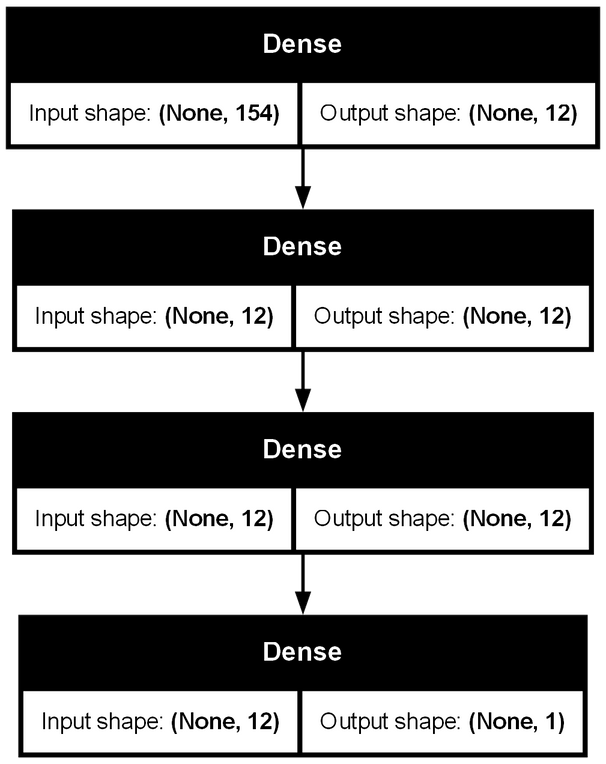 Dense
Input shape: (None, 154) Output shape: (None, 12)
Dense
Input shape: (None, 12) Output shape: (None, 12)
Dense
Input shape: (None, 12) Output shape: (None, 12)
Dense
Input shape: (None, 12) Output shape: (None, 1)